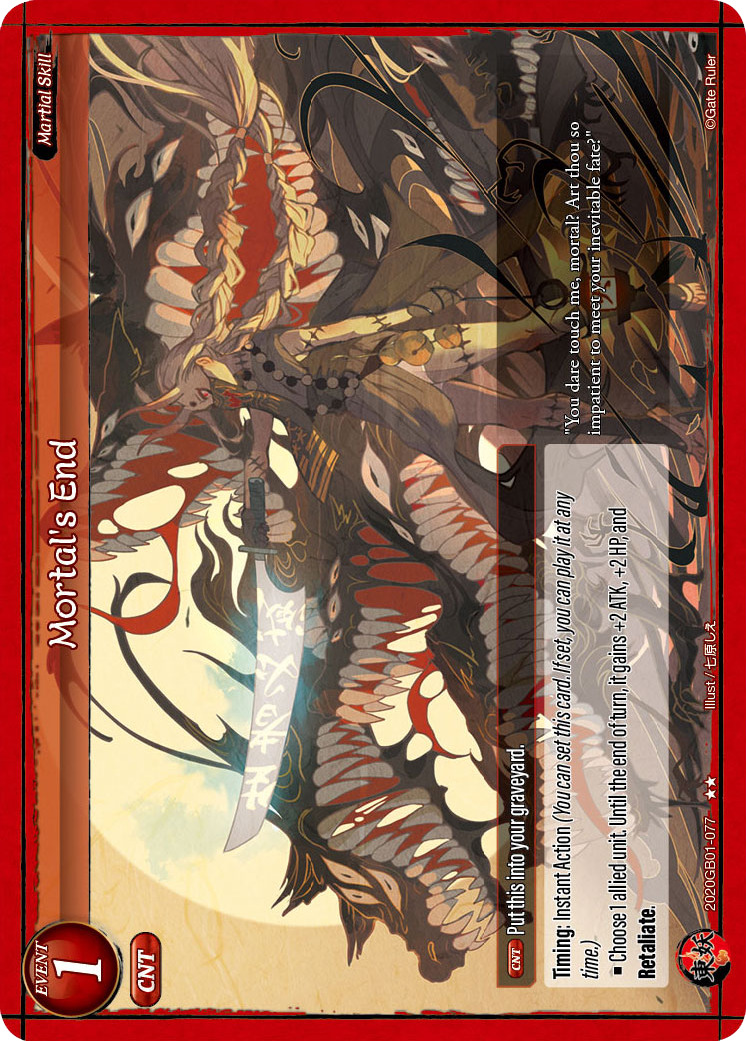 EVENT
1
Mortal's End
Martial Skill
CNT
CNT Put this into your graveyard.
Timing: Instant Action (You can set this card. If set, you can play it at any
time.)
■ Choose 1 allied unit. Until the end of turn, it gains +2 ATK, +2 HP, and
Retaliate.
"You dare touch me, mortal? Art thou so
impatient to meet your inevitable fate?"
東妖
2020GB01-077 ★★ Illust / 七原しえ ©Gate Ruler